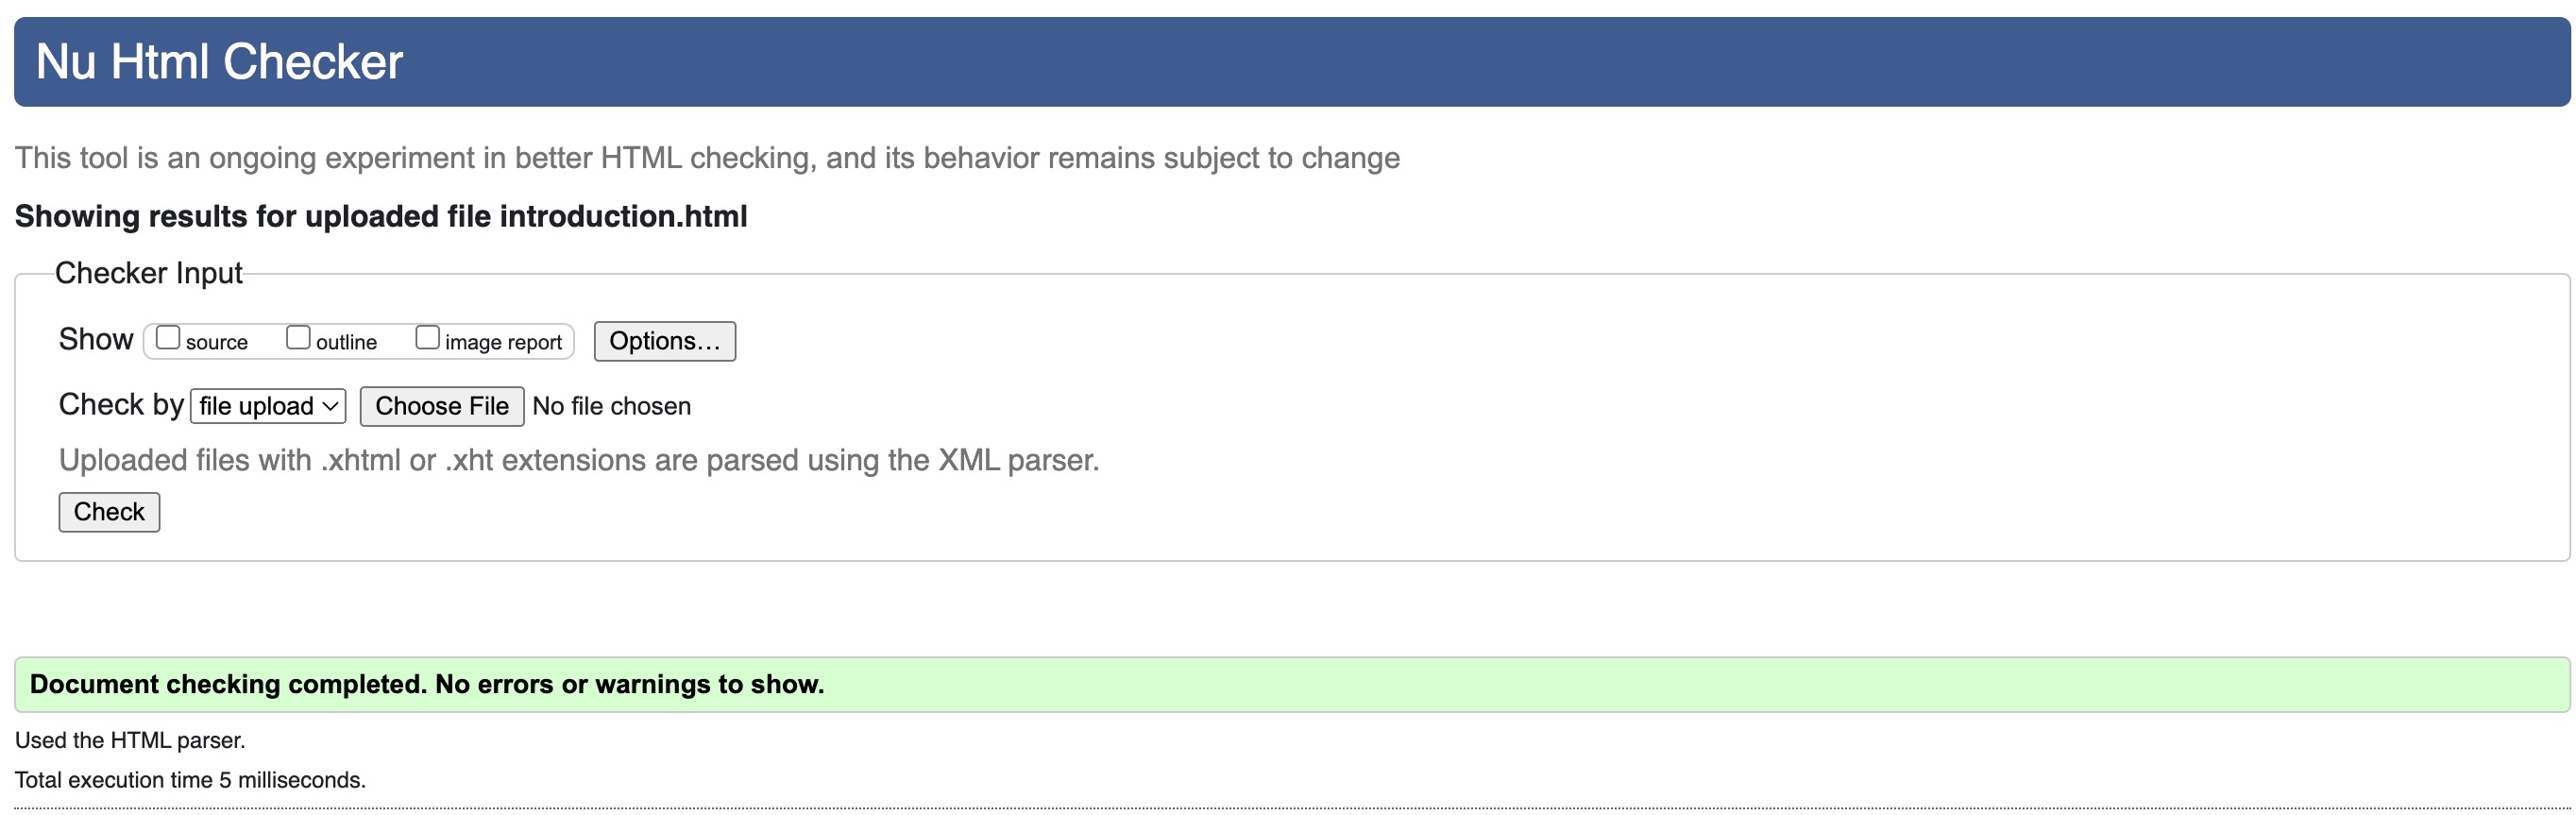 Nu Html Checker
This tool is an ongoing experiment in better HTML checking, and its behavior remains subject to change
Showing results for uploaded file introduction.html
Checker Input
Show source outline image report Options...
Check by file upload Choose File No file chosen
Uploaded files with .xhtml or .xht extensions are parsed using the XML parser.
Check
Document checking completed. No errors or warnings to show.
Used the HTML parser.
Total execution time 5 milliseconds.